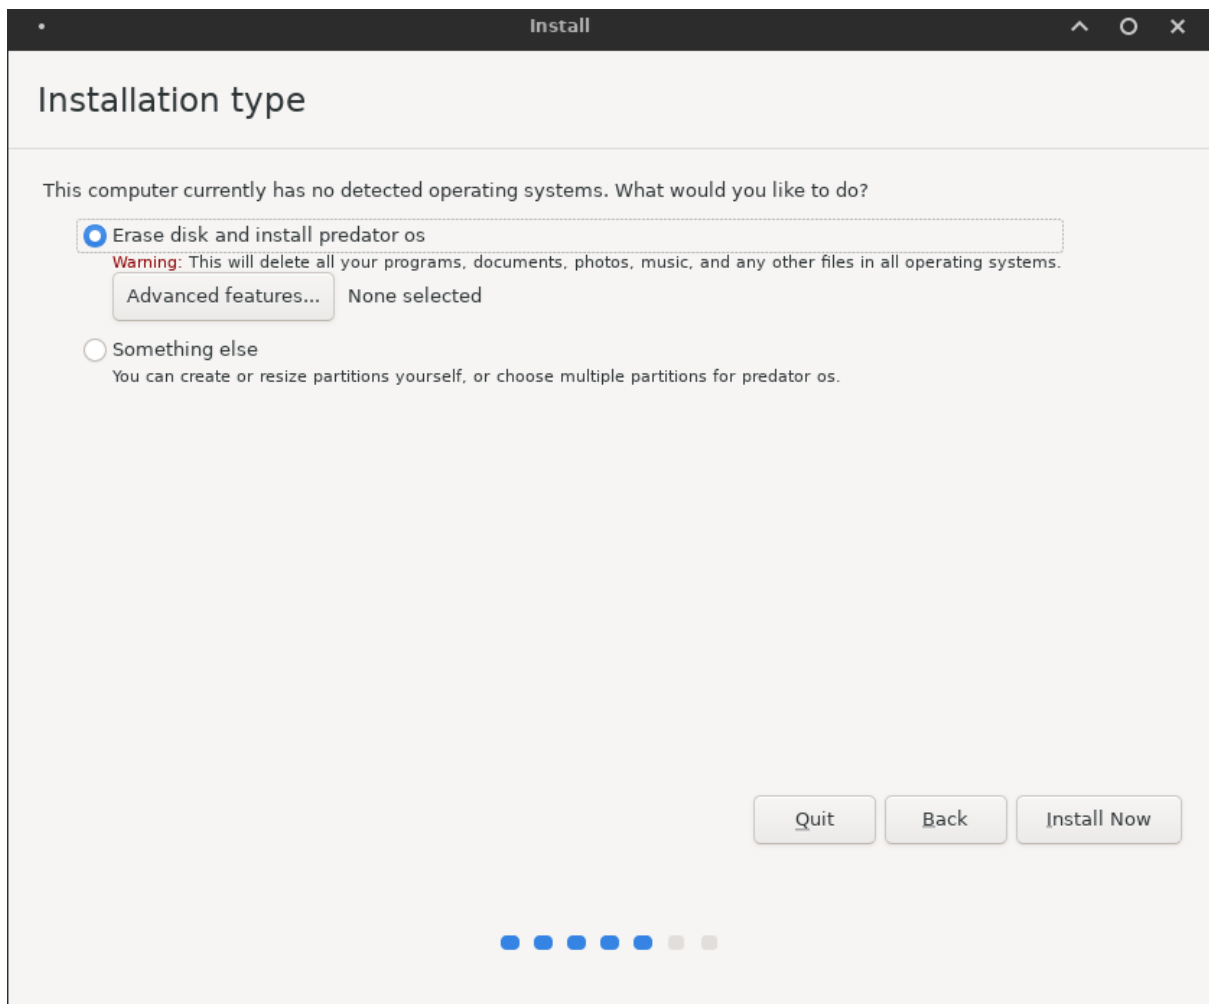 Install
Installation type
This computer currently has no detected operating systems. What would you like to do?
Erase disk and install predator os
Warning: This will delete all your programs, documents, photos, music, and any other files in all operating systems.
Advanced features... None selected
Something else
You can create or resize partitions yourself, or choose multiple partitions for predator os.
Quit Back Install Now